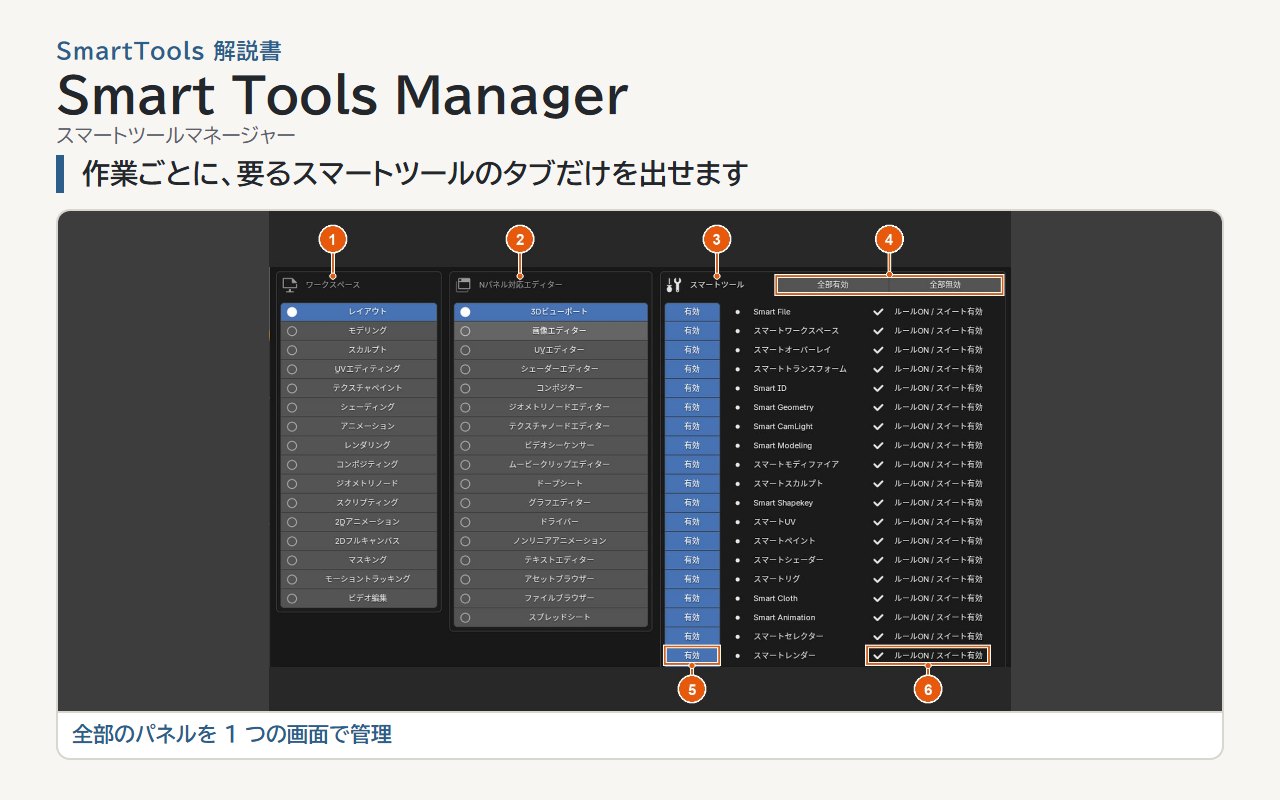 SmartTools 解説書
Smart Tools Manager
スマートツールマネージャー
作業ごとに、要るスマートツールのタブだけを出せます
1
2
3
4
ワークスペース
レイアウト
モデリング
スカルプト
UVエディティング
テクスチャペイント
シェーディング
アニメーション
レンダリング
コンポジティング
ジオメトリノード
スクリプティング
2Dアニメーション
2Dフルキャンバス
マスキング
モーショントラッキング
ビデオ編集
Nパネル対応エディター
3Dビューポート
画像エディター
UVエディター
シェーダーエディター
コンポジター
ジオメトリノードエディター
テクスチャノードエディター
ビデオシーケンサー
ムービークリップエディター
ドープシート
グラフエディター
ドライバー
ノンリニアアニメーション
テキストエディター
アセットブラウザー
ファイルブラウザー
スプレッドシート
スマートツール 全部有効 全部無効
有効 Smart File ルールON / スイート有効
有効 スマートワークスペース ルールON / スイート有効
有効 スマートオーバーレイ ルールON / スイート有効
有効 スマートトランスフォーム ルールON / スイート有効
有効 Smart ID ルールON / スイート有効
有効 Smart Geometry ルールON / スイート有効
有効 Smart CamLight ルールON / スイート有効
有効 Smart Modeling ルールON / スイート有効
有効 スマートモディファイア ルールON / スイート有効
有効 スマートスカルプト ルールON / スイート有効
有効 Smart Shapekey ルールON / スイート有効
有効 スマートUV ルールON / スイート有効
有効 スマートペイント ルールON / スイート有効
有効 スマートシェーダー ルールON / スイート有効
有効 スマートリグ ルールON / スイート有効
有効 Smart Cloth ルールON / スイート有効
有効 Smart Animation ルールON / スイート有効
有効 スマートセレクター ルールON / スイート有効
有効 スマートレンダー ルールON / スイート有効
5
6
全部のパネルを 1 つの画面で管理